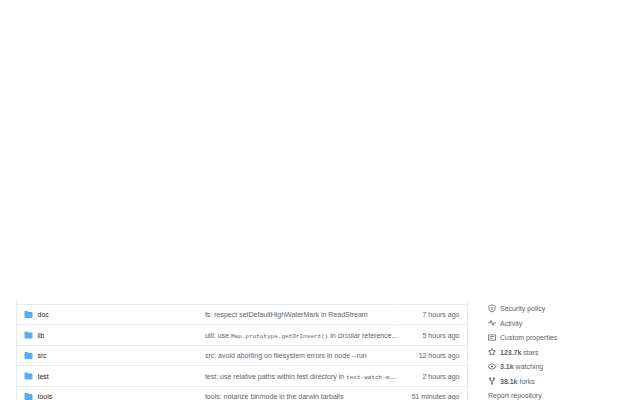 doc fs: respect setDefaultHighWaterMark in ReadStream 7 hours ago
lib util: use Map.prototype.getOrInsert() in circular reference… 5 hours ago
src src: avoid aborting on filesystem errors in node --run 12 hours ago
test test: use relative paths within test directory in test-watch-m… 2 hours ago
tools tools: notarize bin/node in the darwin tarballs 51 minutes ago
Security policy
Activity
Custom properties
123.7k stars
3.1k watching
38.1k forks
Report repository